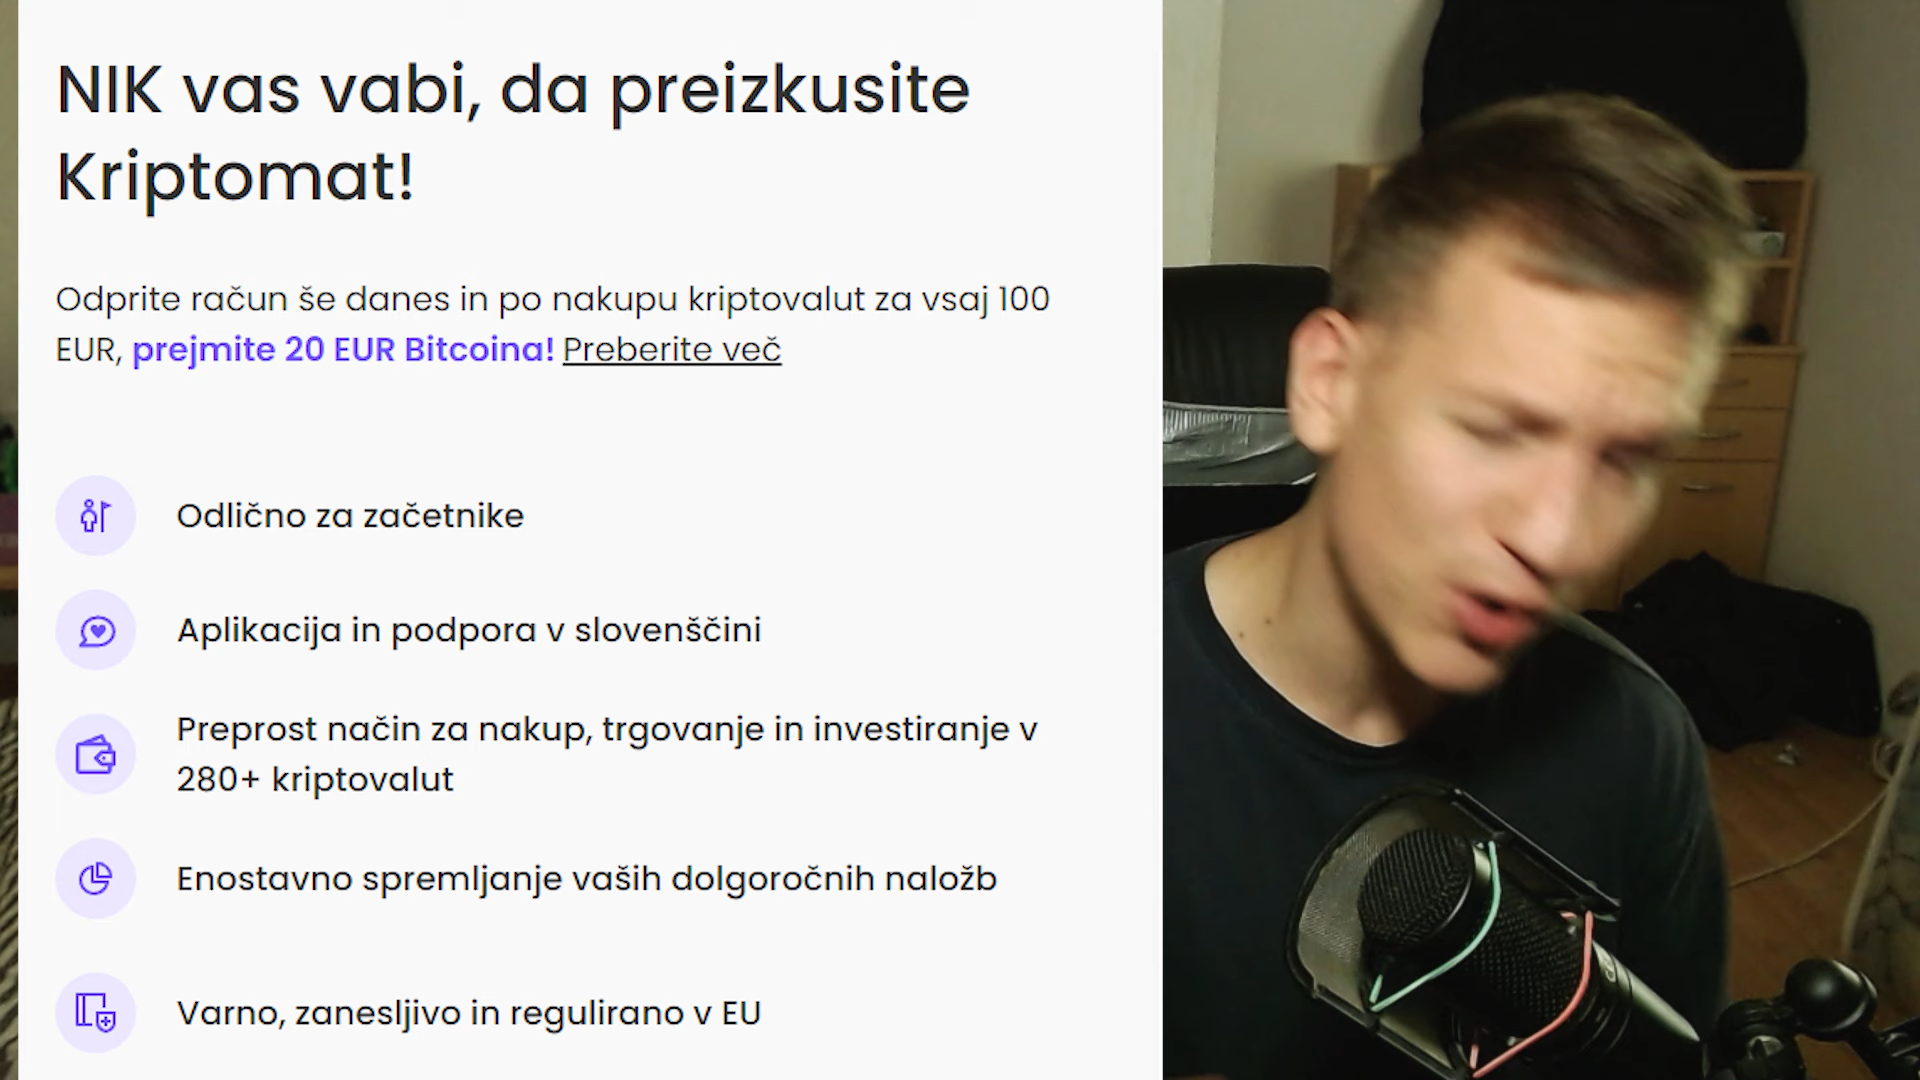 NIK vas vabi, da preizkusite
Kriptomat!
Odprite račun še danes in po nakupu kriptovalut za vsaj 100
EUR, prejmite 20 EUR Bitcoina! Preberite več
Odlično za začetnike
Aplikacija in podpora v slovenščini
Preprost način za nakup, trgovanje in investiranje v
280+ kriptovalut
Enostavno spremljanje vaših dolgoročnih naložb
Varno, zanesljivo in regulirano v EU